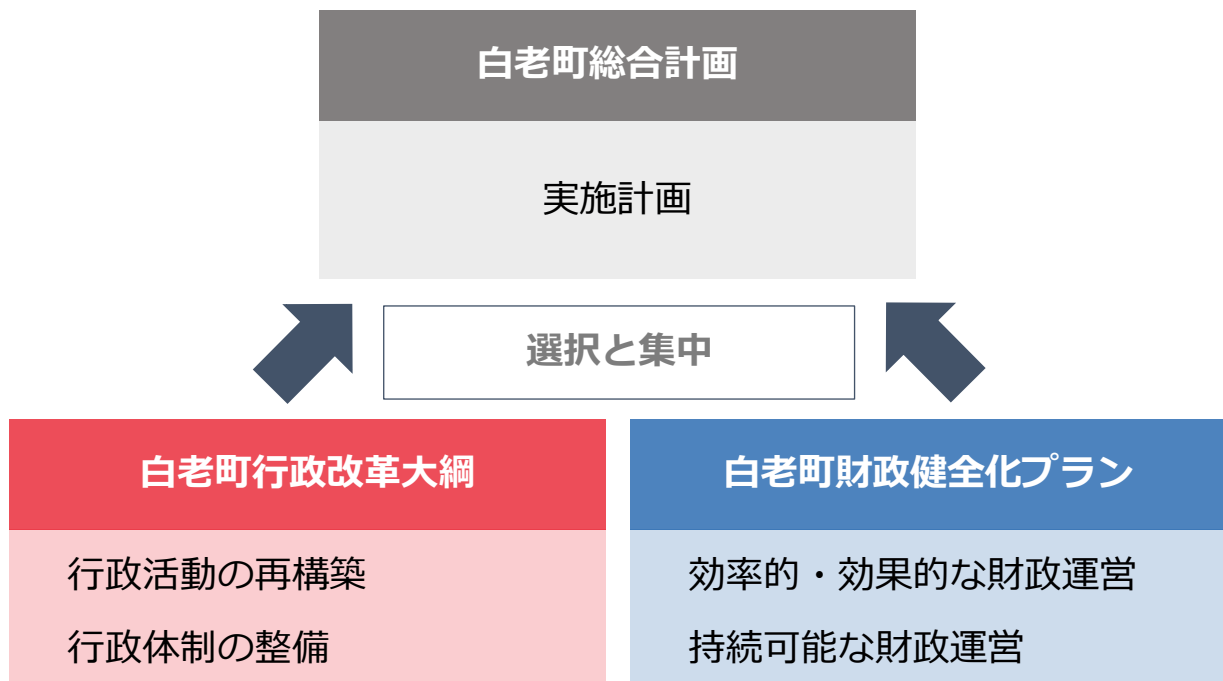 白老町総合計画
実施計画
選択と集中
白老町行政改革大綱
行政活動の再構築
行政体制の整備
白老町財政健全化プラン
効率的・効果的な財政運営
持続可能な財政運営